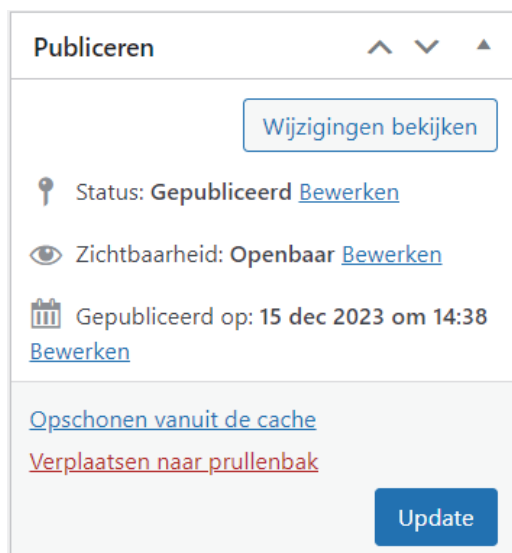 Publiceren
Wijzigingen bekijken
Status: Gepubliceerd Bewerken
Zichtbaarheid: Openbaar Bewerken
Gepubliceerd op: 15 dec 2023 om 14:38
Bewerken
Opschonen vanuit de cache
Verplaatsen naar prullenbak
Update